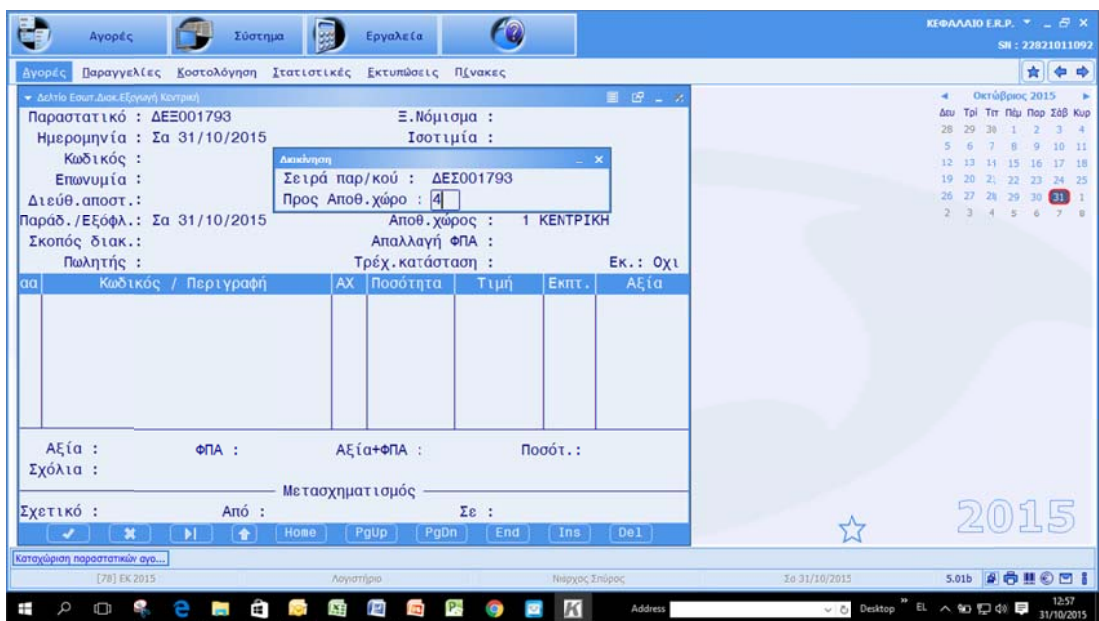 Αγορές Σύστημα Εργαλεία ΚΕΦΑΛΑΙΟ E.R.P.
SN : 22821011092
Αγορές Παραγγελίες Κοστολόγηση Στατιστικές Εκτυπώσεις Πίνακες
Δελτίο Εσωτ.Διακ.Εξαγωγή Κεντρική
Παραστατικό : ΔΕΞ001793 Ξ.Νόμισμα :
Ημερομηνία : Σα 31/10/2015 Ισοτιμία :
Κωδικός :
Επωνυμία :
Διεύθ.αποστ.:
Διακίνηση
Σειρά παρ/κού : ΔΕΣ001793
Προς Αποθ.χώρο : 4
Παράδ./Εξόφλ.: Σα 31/10/2015 Αποθ.χώρος : 1 ΚΕΝΤΡΙΚΗ
Σκοπός διακ.: Απαλλαγή ΦΠΑ :
Πωλητής : Τρέχ.κατάσταση : Εκ.: Οχι
αα Κωδικός / Περιγραφή ΑΧ Ποσότητα Τιμή Εκπτ. Αξία
Αξία : ΦΠΑ : Αξία+ΦΠΑ : Ποσότ.:
Σχόλια :
Μετασχηματισμός
Σχετικό : Από : Σε :
Home PgUp PgDn End Ins Del
Οκτώβριος 2015
Δευ Τρί Τετ Πέμ Παρ Σάβ Κυρ
28 29 30 1 2 3 4
5 6 7 8 9 10 11
12 13 14 15 16 17 18
19 20 21 22 23 24 25
26 27 28 29 30 31 1
2 3 4 5 6 7 8
2015
Καταχώριση παραστατικών αγο...
[78] ΕΚ 2015 Λογιστήριο Νιάρχος Σπύρος Σα 31/10/2015 5.01b
Address Desktop EL 12:57
31/10/2015